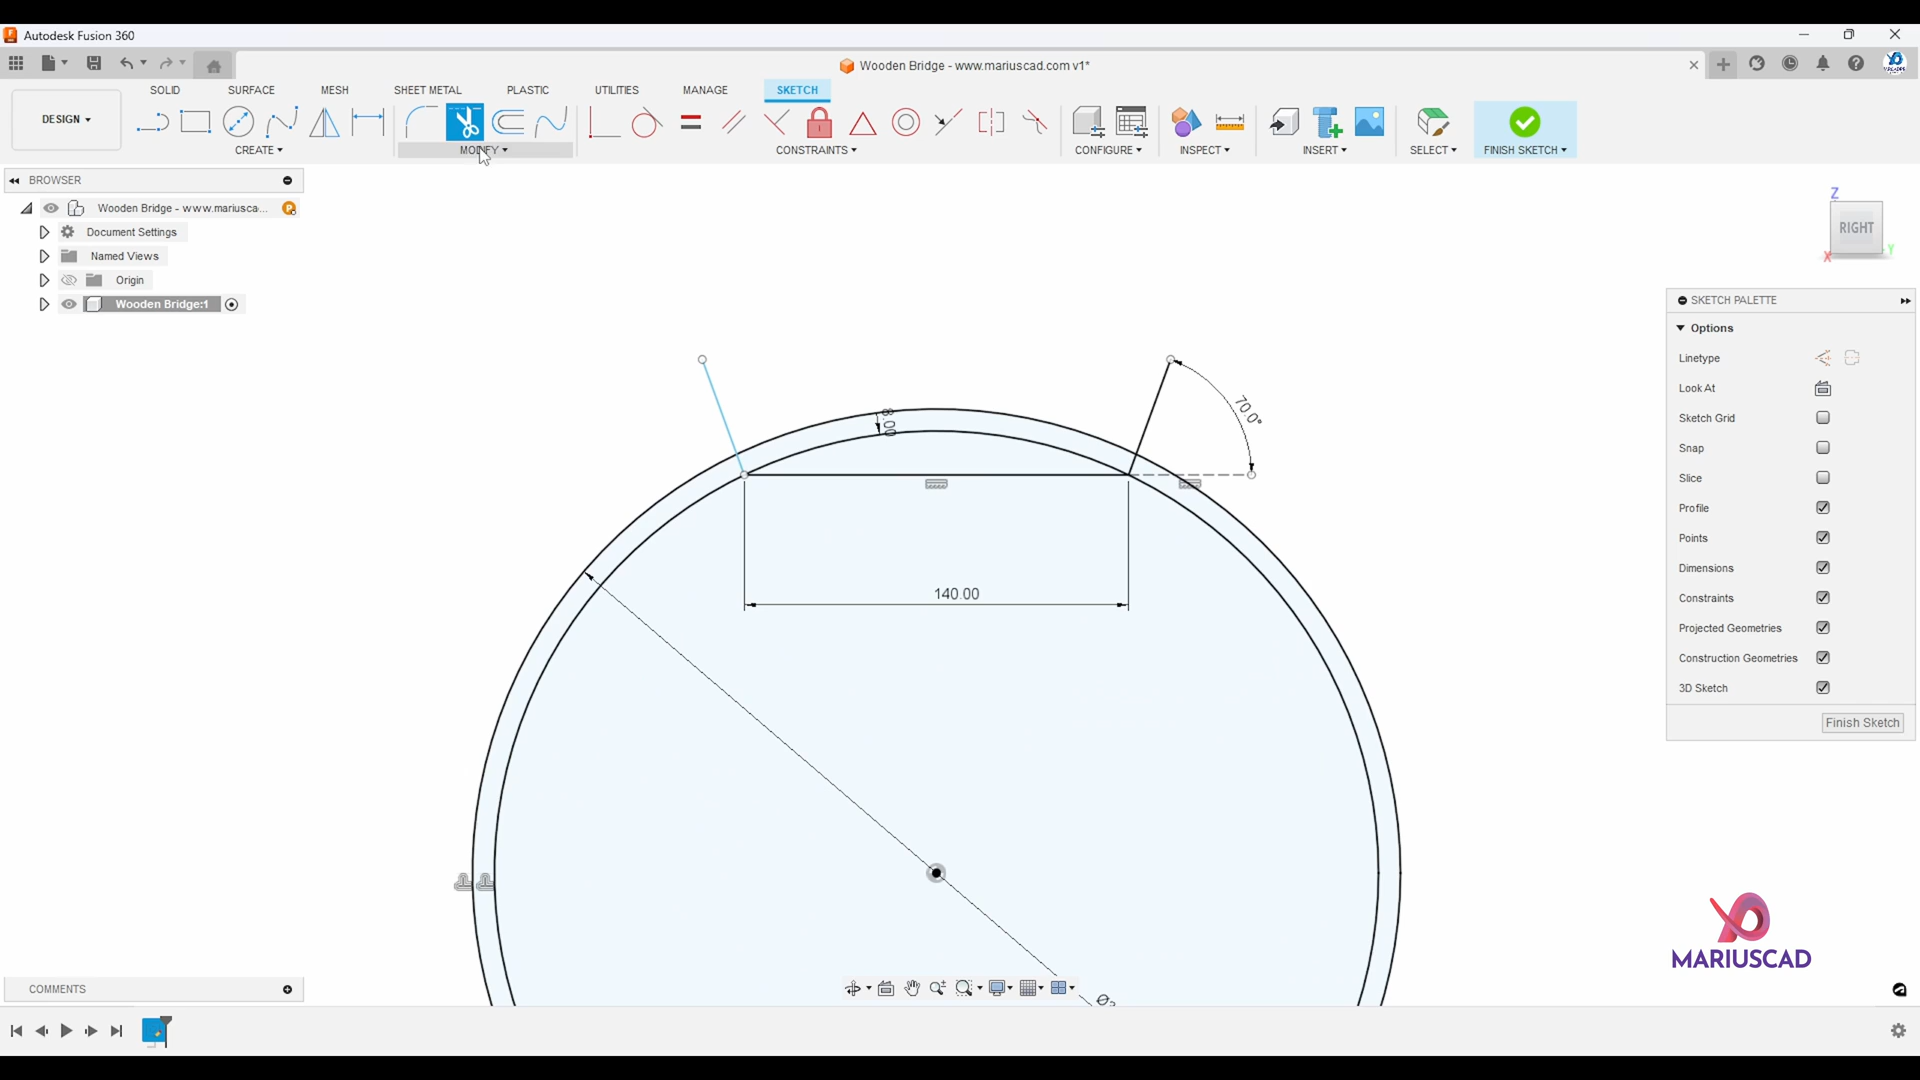 Autodesk Fusion 360
Wooden Bridge - www.mariuscad.com v1*
SOLID SURFACE MESH SHEET METAL PLASTIC UTILITIES MANAGE SKETCH
DESIGN
CREATE MODIFY CONSTRAINTS CONFIGURE INSPECT INSERT SELECT FINISH SKETCH
BROWSER
Wooden Bridge - www.mariusca...
Document Settings
Named Views
Origin
Wooden Bridge:1
Z
RIGHT
X
Y
SKETCH PALETTE
Options
Linetype
Look At
Sketch Grid
Snap
Slice
Profile
Points
Dimensions
Constraints
Projected Geometries
Construction Geometries
3D Sketch
Finish Sketch
70.0°
8.00
140.00
MARIUSCAD
COMMENTS